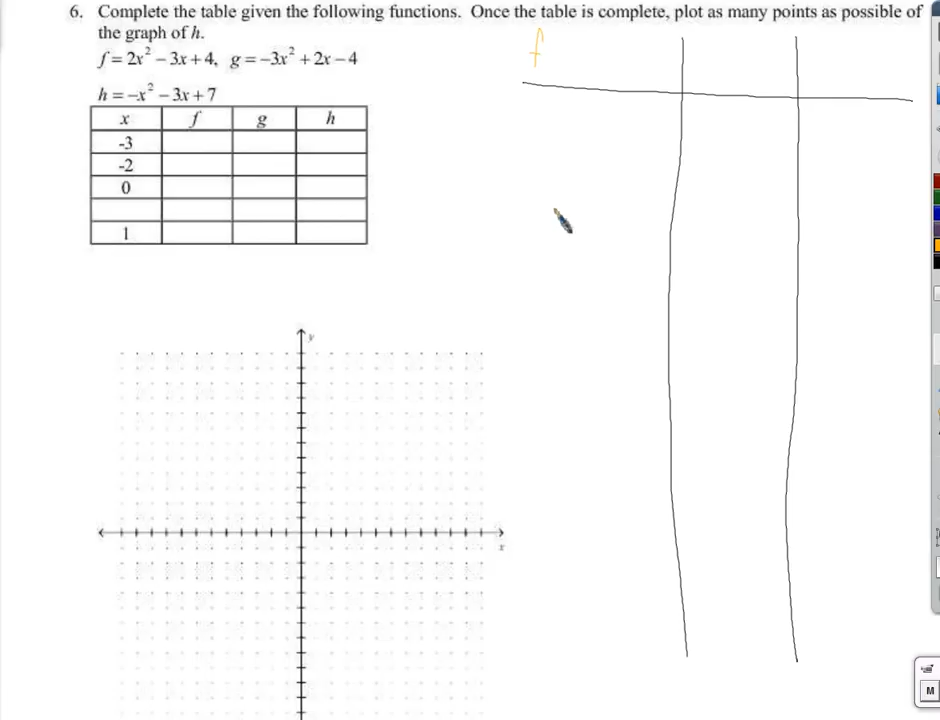 6. Complete the table given the following functions. Once the table is complete, plot as many points as possible of
the graph of h.
f = 2x² – 3x + 4, g = –3x² + 2x – 4
h = –x² – 3x + 7
x f g h
-3
-2
0
1
f
y
x
M